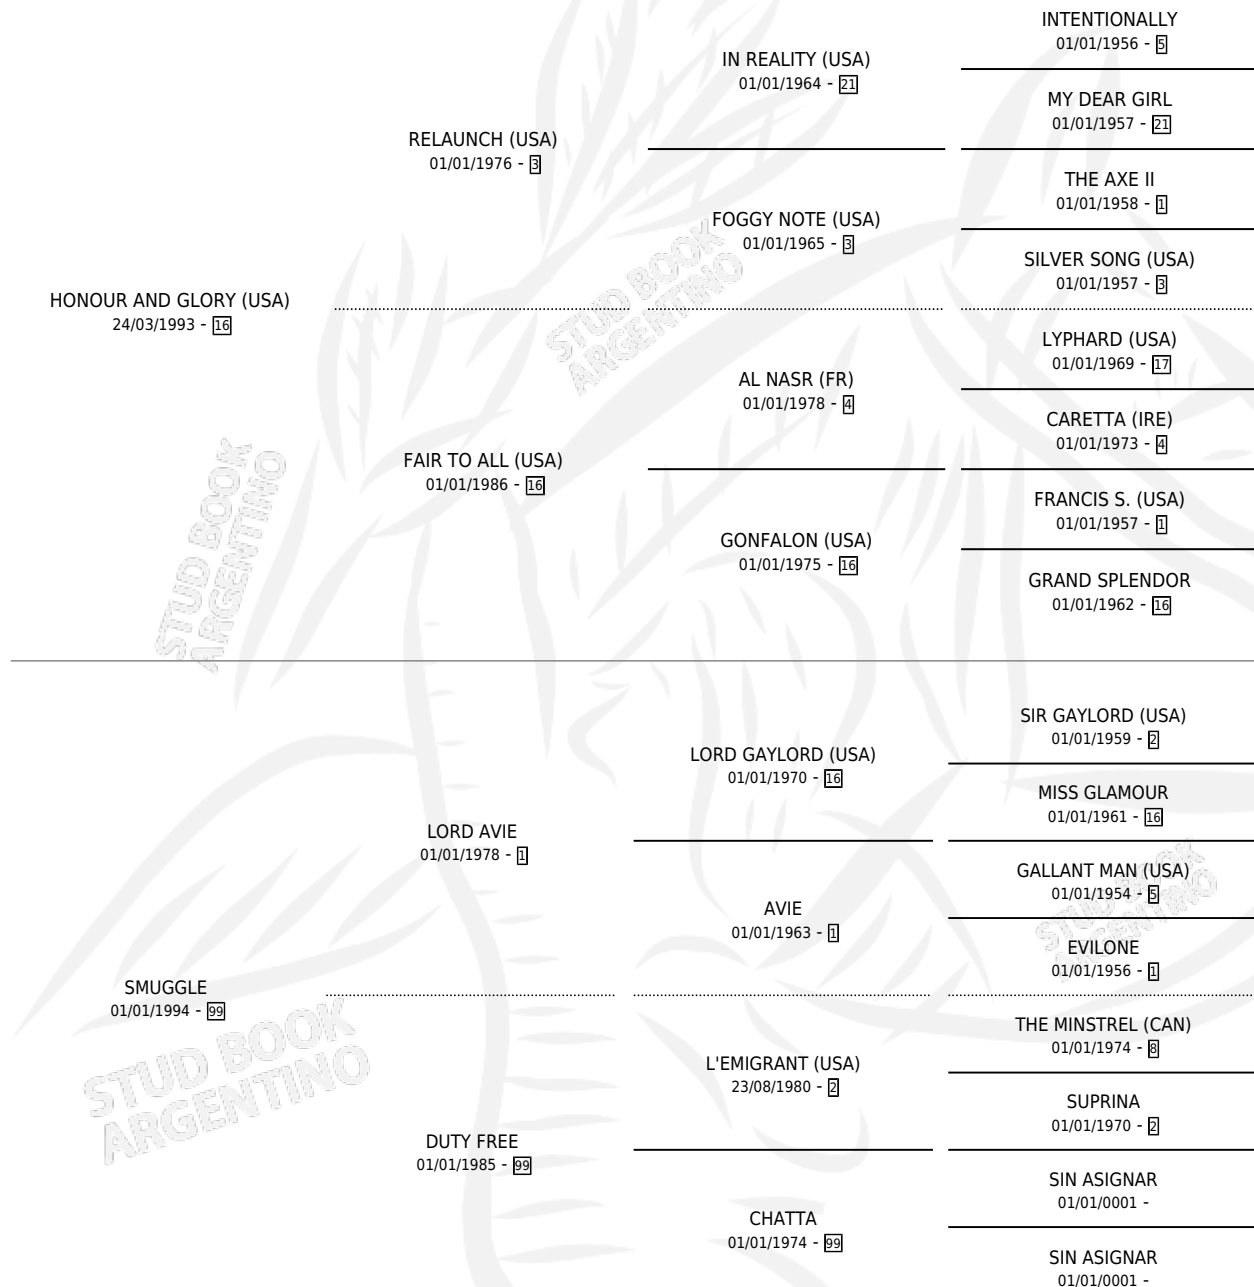 INTENTIONALLY
01/01/1956 - 5
IN REALITY (USA)
01/01/1964 - 21
MY DEAR GIRL
01/01/1957 - 21
RELAUNCH (USA)
01/01/1976 - 3
THE AXE II
01/01/1958 - 1
FOGGY NOTE (USA)
01/01/1965 - 3
SILVER SONG (USA)
01/01/1957 - 3
HONOUR AND GLORY (USA)
24/03/1993 - 16
LYPHARD (USA)
01/01/1969 - 17
AL NASR (FR)
01/01/1978 - 4
CARETTA (IRE)
01/01/1973 - 4
FAIR TO ALL (USA)
01/01/1986 - 16
FRANCIS S. (USA)
01/01/1957 - 1
GONFALON (USA)
01/01/1975 - 16
GRAND SPLENDOR
01/01/1962 - 16
STUD BOOK
ARGENTINO
STUD BOOK
ARGENTINO
SIR GAYLORD (USA)
01/01/1959 - 2
LORD GAYLORD (USA)
01/01/1970 - 16
MISS GLAMOUR
01/01/1961 - 16
LORD AVIE
01/01/1978 - 1
GALLANT MAN (USA)
01/01/1954 - 5
AVIE
01/01/1963 - 1
EVILONE
01/01/1956 - 1
SMUGGLE
01/01/1994 - 99
THE MINSTREL (CAN)
01/01/1974 - 8
L'EMIGRANT (USA)
23/08/1980 - 2
SUPRINA
01/01/1970 - 2
DUTY FREE
01/01/1985 - 99
SIN ASIGNAR
01/01/0001 -
CHATTA
01/01/1974 - 99
SIN ASIGNAR
01/01/0001 -
STUD BOOK
ARGENTINO
STUD BOOK
ARGENTINO